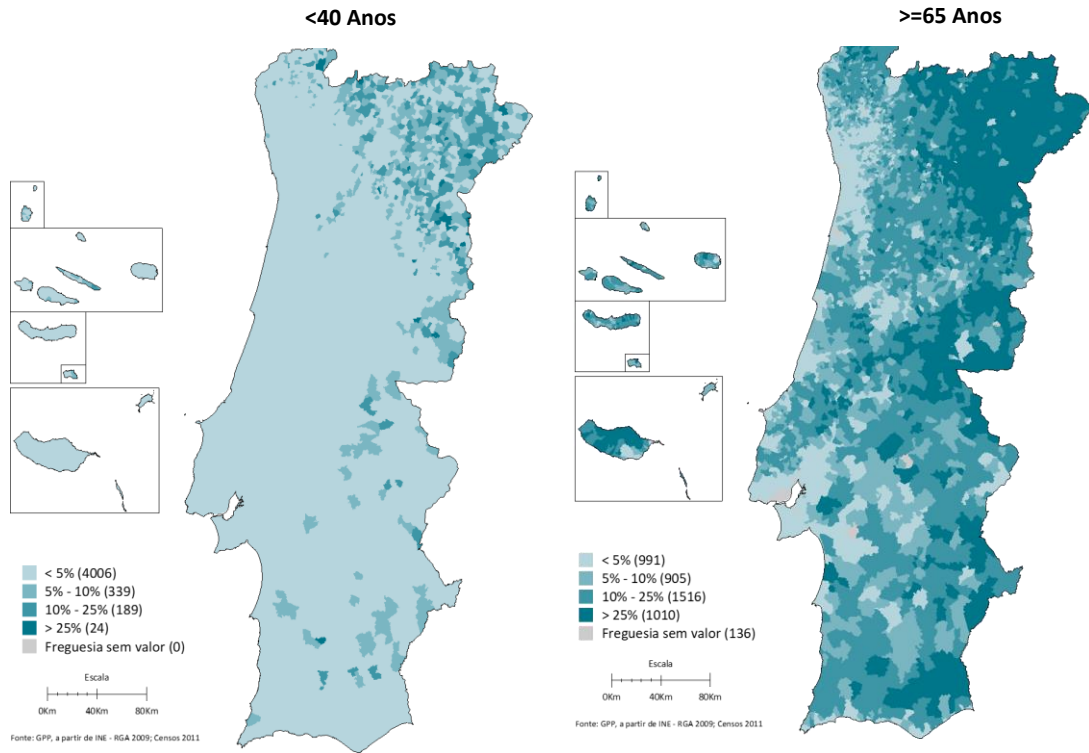 <40 Anos
< 5% (4006)
5% - 10% (339)
10% - 25% (189)
> 25% (24)
Freguesia sem valor (0)
Escala
0Km 40Km 80Km
Fonte: GPP, a partir de INE - RGA 2009; Censos 2011
>=65 Anos
< 5% (991)
5% - 10% (905)
10% - 25% (1516)
> 25% (1010)
Freguesia sem valor (136)
Escala
0Km 40Km 80Km
Fonte: GPP, a partir de INE - RGA 2009; Censos 2011